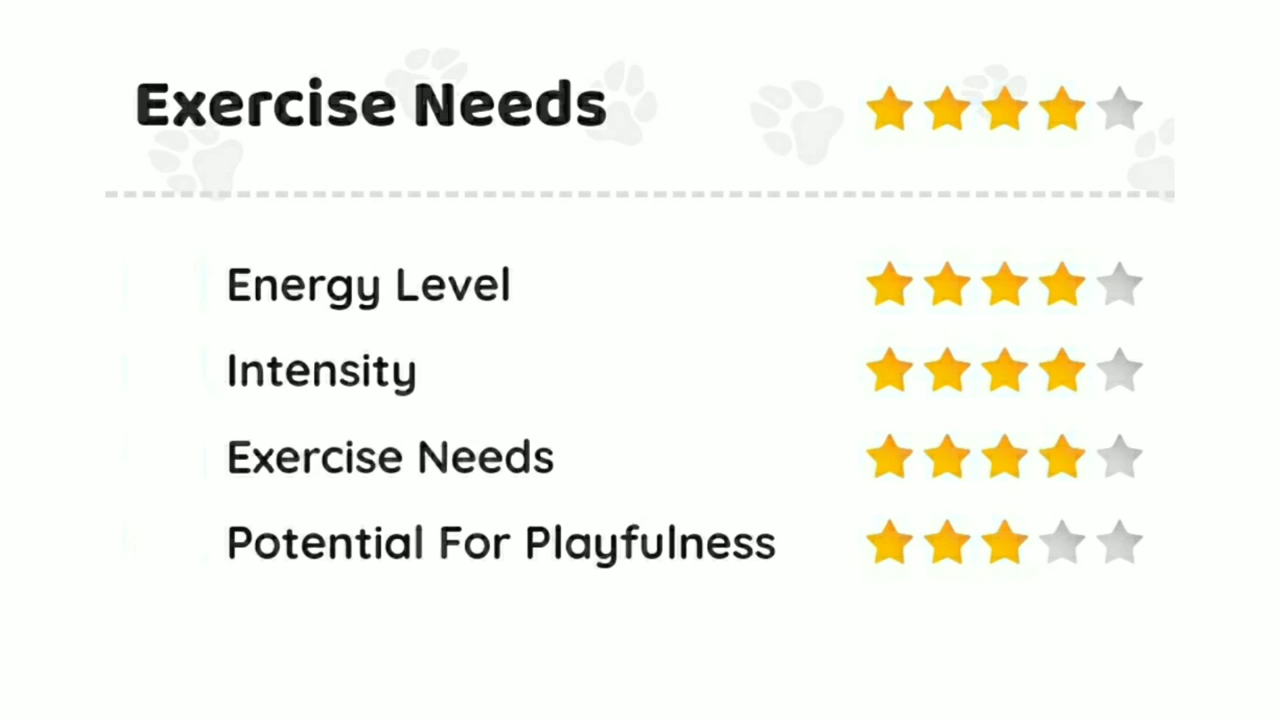 Exercise Needs
Energy Level
Intensity
Exercise Needs
Potential For Playfulness